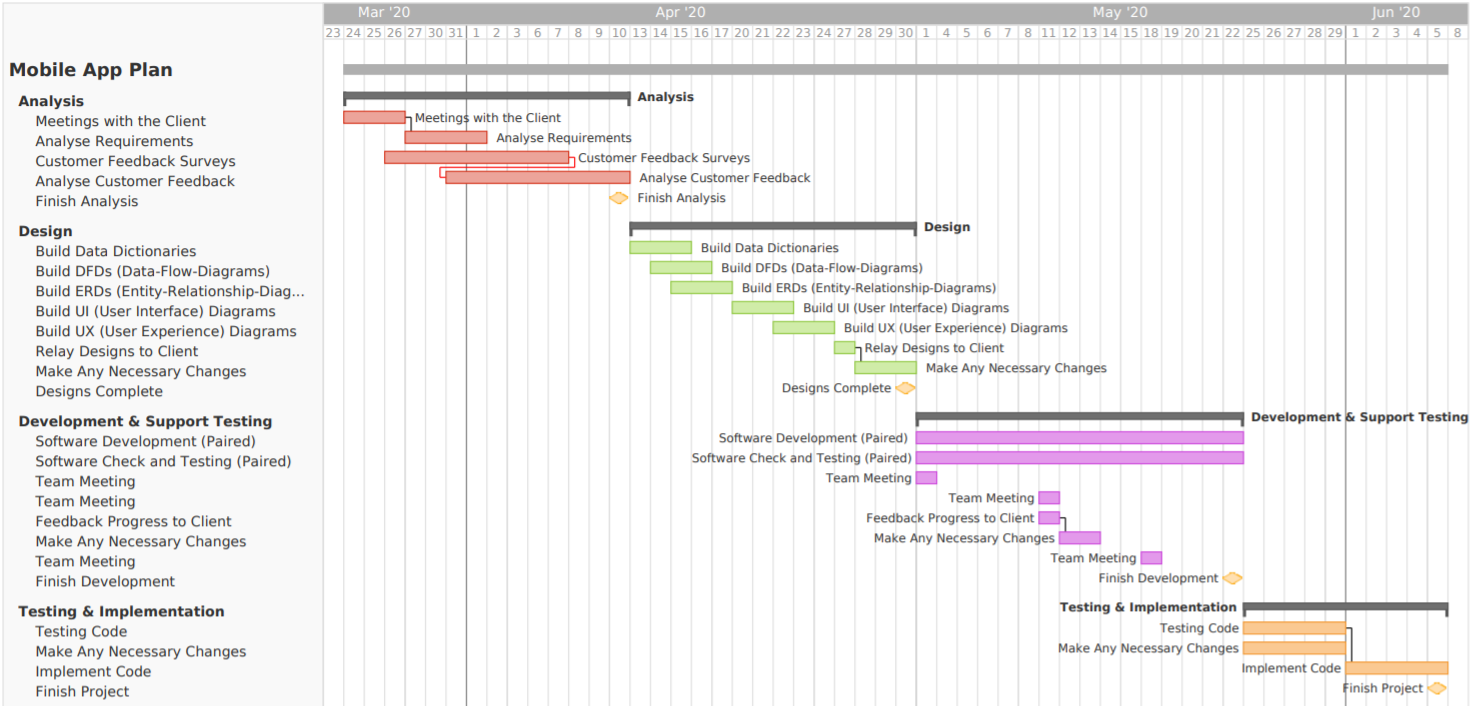 Mar '20 Apr '20 May '20 Jun '20
23 24 25 26 27 30 31 1 2 3 6 7 8 9 10 13 14 15 16 17 20 21 22 23 24 27 28 29 30 1 4 5 6 7 8 11 12 13 14 15 18 19 20 21 22 25 26 27 28 29 1 2 3 4 5 8
Mobile App Plan
Analysis Analysis
Meetings with the Client Meetings with the Client
Analyse Requirements Analyse Requirements
Customer Feedback Surveys Customer Feedback Surveys
Analyse Customer Feedback Analyse Customer Feedback
Finish Analysis Finish Analysis
Design Design
Build Data Dictionaries Build Data Dictionaries
Build DFDs (Data-Flow-Diagrams) Build DFDs (Data-Flow-Diagrams)
Build ERDs (Entity-Relationship-Diag... Build ERDs (Entity-Relationship-Diagrams)
Build UI (User Interface) Diagrams Build UI (User Interface) Diagrams
Build UX (User Experience) Diagrams Build UX (User Experience) Diagrams
Relay Designs to Client Relay Designs to Client
Make Any Necessary Changes Make Any Necessary Changes
Designs Complete Designs Complete
Development & Support Testing Development & Support Testing
Software Development (Paired) Software Development (Paired)
Software Check and Testing (Paired) Software Check and Testing (Paired)
Team Meeting Team Meeting
Team Meeting Team Meeting
Feedback Progress to Client Feedback Progress to Client
Make Any Necessary Changes Make Any Necessary Changes
Team Meeting Team Meeting
Finish Development Finish Development
Testing & Implementation Testing & Implementation
Testing Code Testing Code
Make Any Necessary Changes Make Any Necessary Changes
Implement Code Implement Code
Finish Project Finish Project